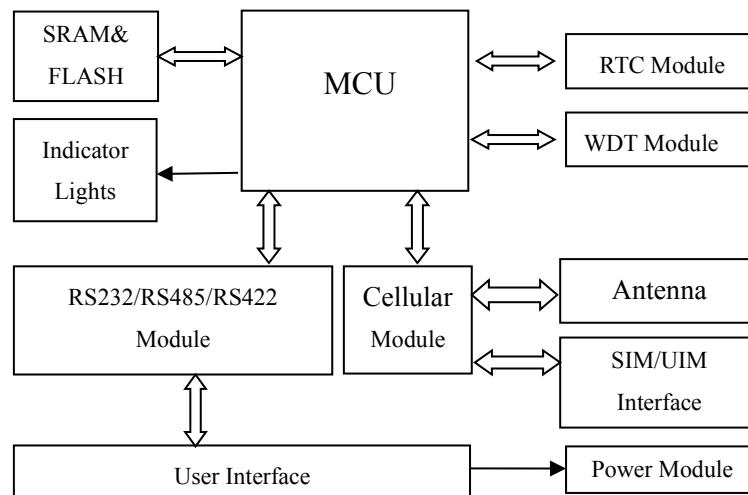 SRAM&
FLASH
MCU
RTC Module
WDT Module
Indicator
Lights
RS232/RS485/RS422
Module
Cellular
Module
Antenna
SIM/UIM
Interface
User Interface
Power Module